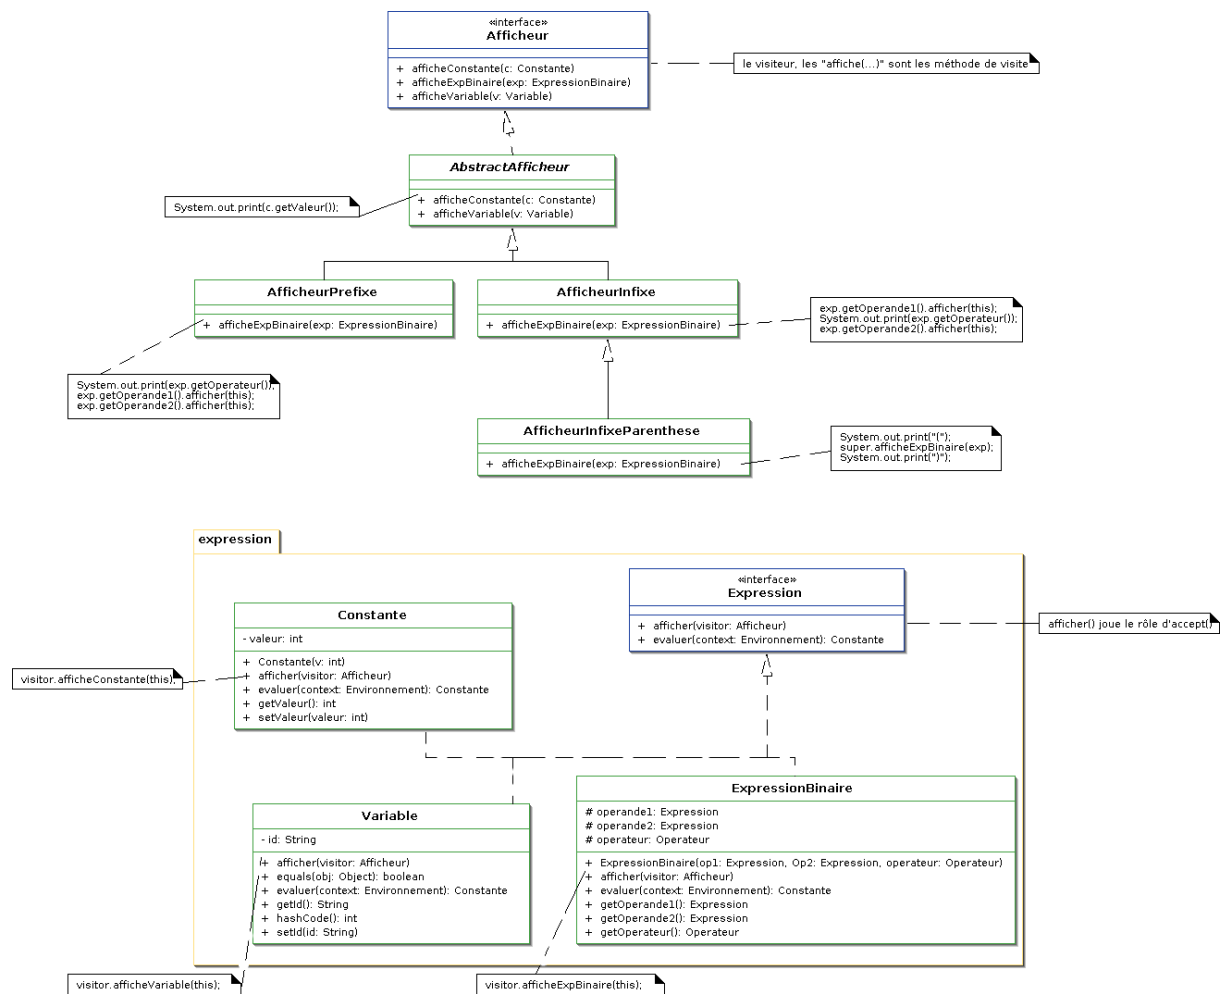 «interface»
Afficheur
+ afficheConstante(c: Constante)
+ afficheExpBinaire(exp: ExpressionBinaire)
+ afficheVariable(v: Variable)
le visiteur, les "affiche(...)" sont les méthode de visite
AbstractAfficheur
+ afficheConstante(c: Constante)
+ afficheVariable(v: Variable)
System.out.print(c.getValeur());
AfficheurPrefixe
+ afficheExpBinaire(exp: ExpressionBinaire)
AfficheurInfixe
+ afficheExpBinaire(exp: ExpressionBinaire)
exp.getOperande1().afficher(this);
System.out.print(exp.getOperateur());
exp.getOperande2().afficher(this);
System.out.print(exp.getOperateur());
exp.getOperande1().afficher(this);
exp.getOperande2().afficher(this);
AfficheurInfixeParenthese
+ afficheExpBinaire(exp: ExpressionBinaire)
System.out.print("(");
super.afficheExpBinaire(exp);
System.out.print(")");
expression
«interface»
Expression
+ afficher(visitor: Afficheur)
+ evaluer(context: Environnement): Constante
afficher() joue le rôle d'accept()
Constante
- valeur: int
+ Constante(v: int)
+ afficher(visitor: Afficheur)
+ evaluer(context: Environnement): Constante
+ getValeur(): int
+ setValeur(valeur: int)
visitor.afficheConstante(this);
Variable
- id: String
+ afficher(visitor: Afficheur)
+ equals(obj: Object): boolean
+ evaluer(context: Environnement): Constante
+ getId(): String
+ hashCode(): int
+ setId(id: String)
ExpressionBinaire
# operande1: Expression
# operande2: Expression
# operateur: Operateur
+ ExpressionBinaire(op1: Expression, Op2: Expression, operateur: Operateur)
+ afficher(visitor: Afficheur)
+ evaluer(context: Environnement): Constante
+ getOperande1(): Expression
+ getOperande2(): Expression
+ getOperateur(): Operateur
visitor.afficheVariable(this);
visitor.afficheExpBinaire(this);